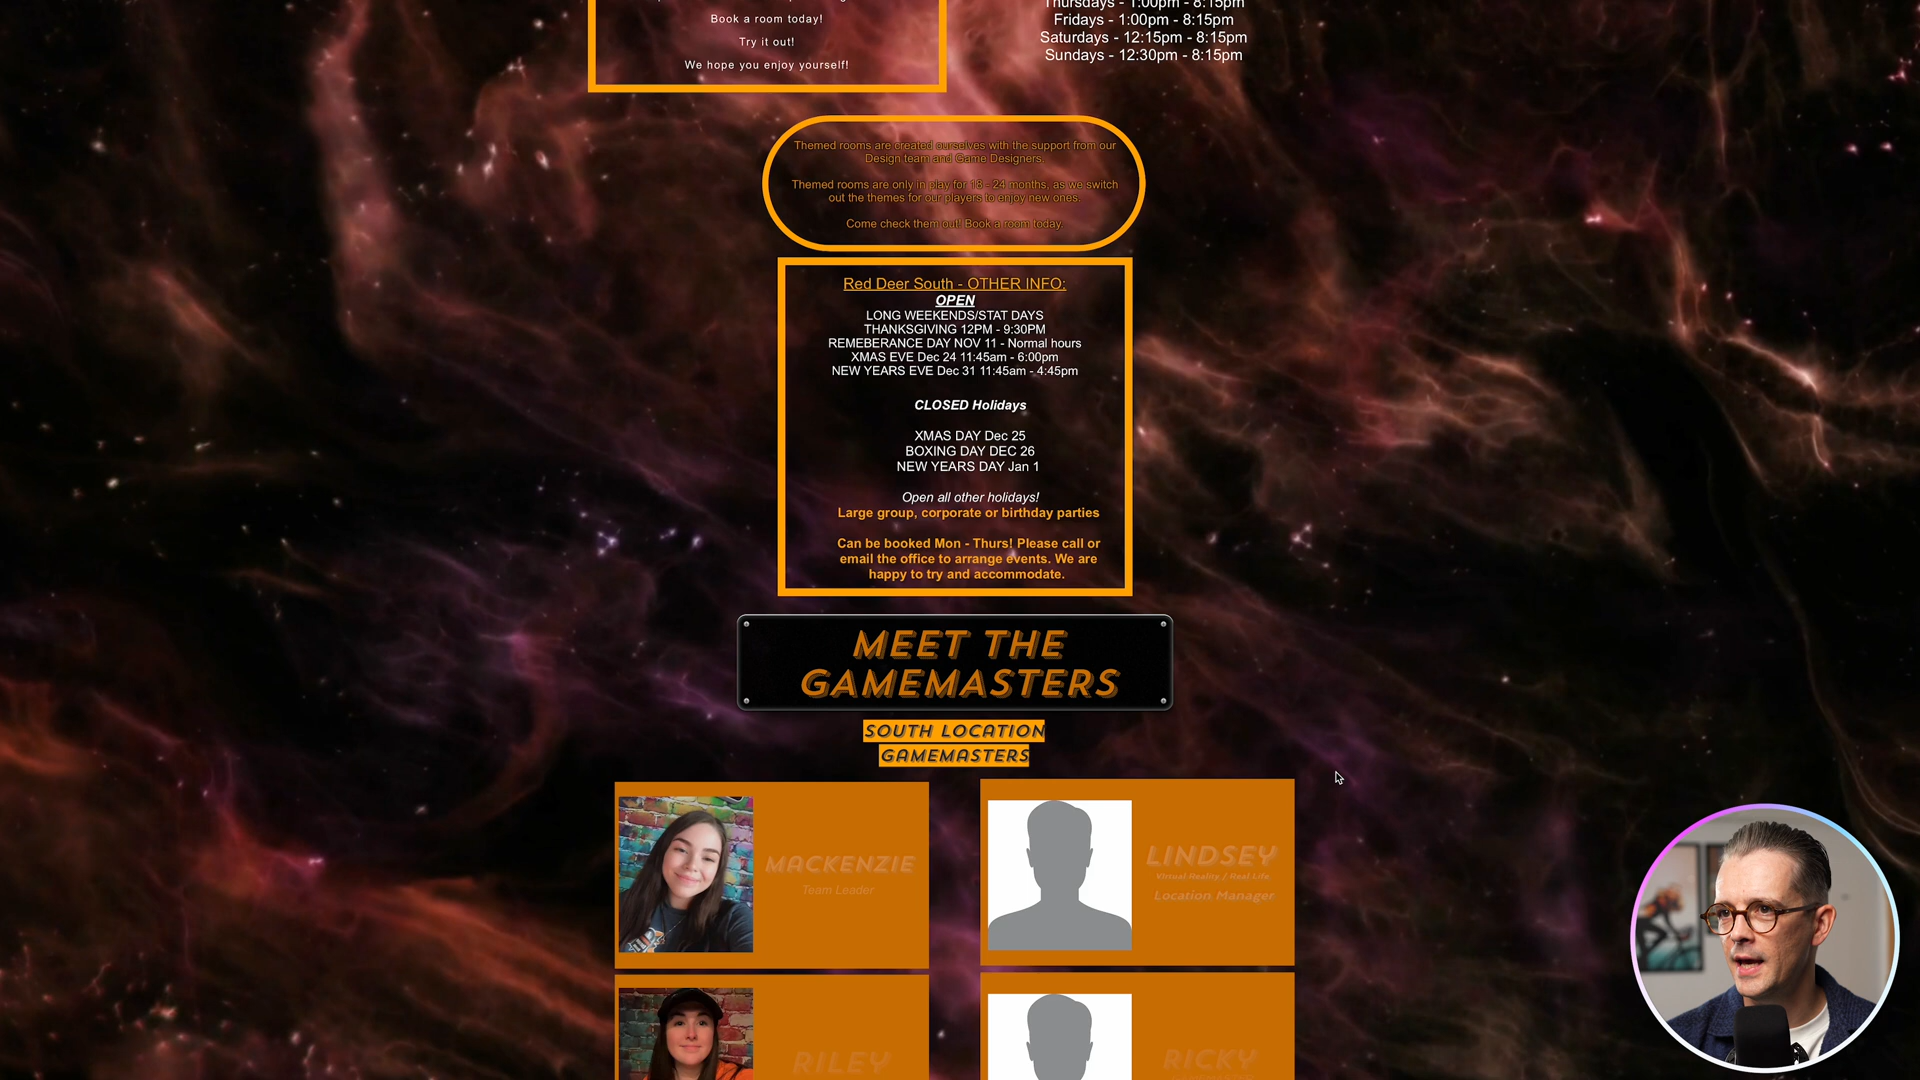 Book a room today!
Try it out!
We hope you enjoy yourself!
Thursdays - 1:00pm - 8:15pm
Fridays - 1:00pm - 8:15pm
Saturdays - 12:15pm - 8:15pm
Sundays - 12:30pm - 8:15pm
Themed rooms are created ourselves with the support from our
Design team and Game Designers.
Themed rooms are only in play for 18 - 24 months, as we switch
out the themes for our players to enjoy new ones.
Come check them out! Book a room today.
Red Deer South - OTHER INFO:
OPEN
LONG WEEKENDS/STAT DAYS
THANKSGIVING 12PM - 9:30PM
REMEBERANCE DAY NOV 11 - Normal hours
XMAS EVE Dec 24 11:45am - 6:00pm
NEW YEARS EVE Dec 31 11:45am - 4:45pm
CLOSED Holidays
XMAS DAY Dec 25
BOXING DAY DEC 26
NEW YEARS DAY Jan 1
Open all other holidays!
Large group, corporate or birthday parties
Can be booked Mon - Thurs! Please call or
email the office to arrange events. We are
happy to try and accommodate.
MEET THE
GAMEMASTERS
SOUTH LOCATION
GAMEMASTERS
MACKENZIE
Team Leader
LINDSEY
Virtual Reality / Real Life
Location Manager
RILEY
RICKY